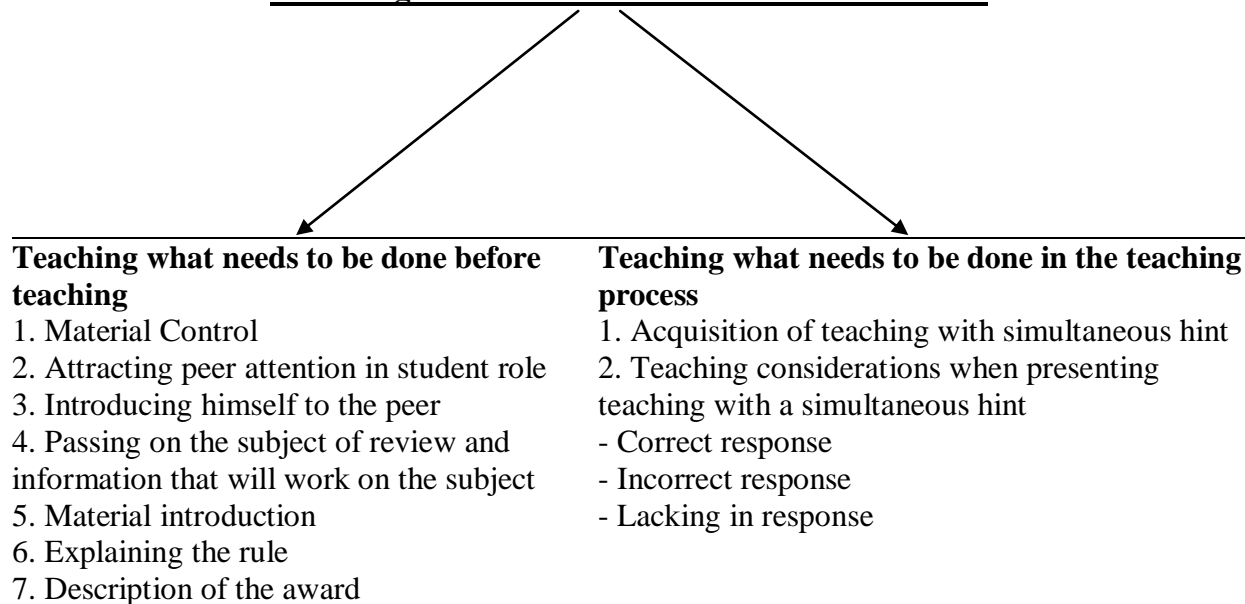 Teaching what needs to be done before
teaching
1. Material Control
2. Attracting peer attention in student role
3. Introducing himself to the peer
4. Passing on the subject of review and
information that will work on the subject
5. Material introduction
6. Explaining the rule
7. Description of the award
Teaching what needs to be done in the teaching
process
1. Acquisition of teaching with simultaneous hint
2. Teaching considerations when presenting
teaching with a simultaneous hint
- Correct response
- Incorrect response
- Lacking in response